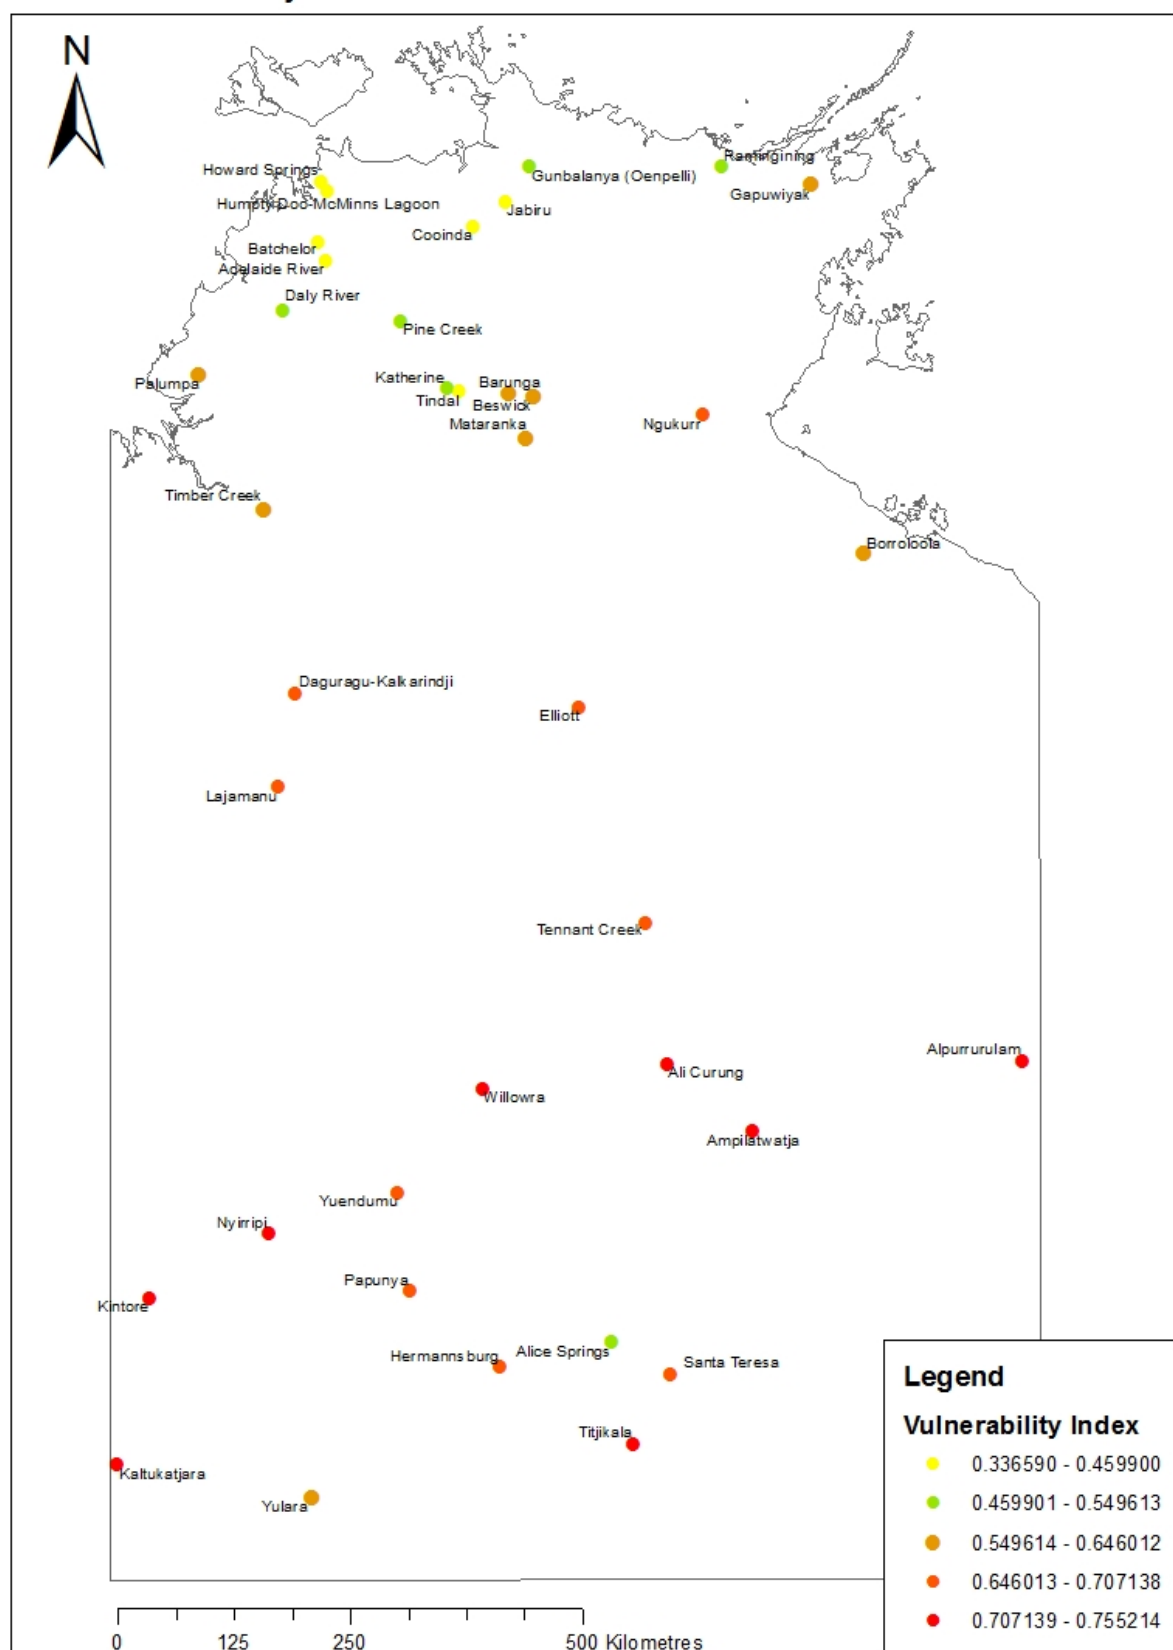 N
Howard Springs
Humpty Doo-McMinns Lagoon
Gunbalanya (Oenpelli)
Ramingining
Gapuwiyak
Jabiru
Cooinda
Batchelor
Adelaide River
Daly River
Pine Creek
Palumpa
Katherine
Tindal
Barunga
Beswick
Mataranka
Ngukurr
Timber Creek
Borroloola
Daguragu-Kalkarindji
Elliott
Lajamanu
Tennant Creek
Alpurrurulam
Ali Curung
Willowra
Ampilatwatja
Yuendumu
Nyirripi
Papunya
Kintore
Hermannsburg
Alice Springs
Santa Teresa
Titjikala
Kaltukatjara
Yulara
Legend
Vulnerability Index
0.336590 - 0.459900
0.459901 - 0.549613
0.549614 - 0.646012
0.646013 - 0.707138
0.707139 - 0.755214
0 125 250 500 Kilometres